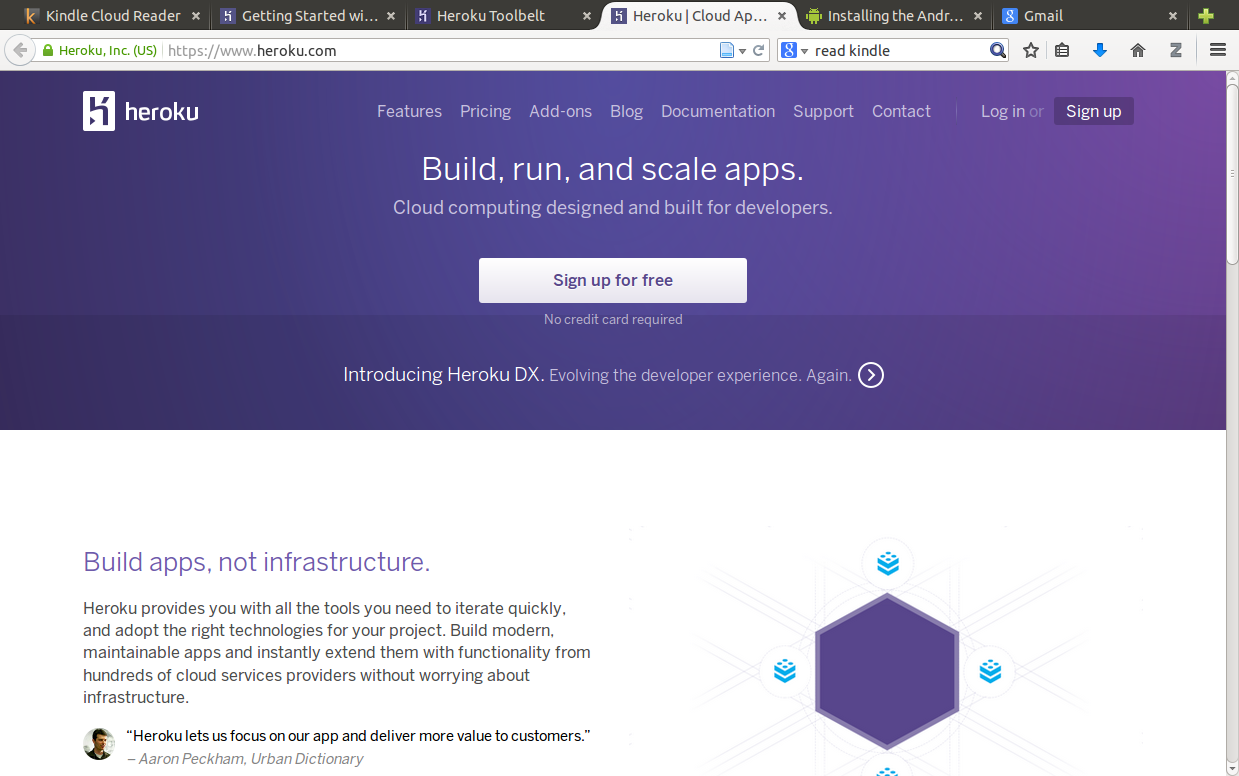 Kindle Cloud Reader
Getting Started wi...
Heroku Toolbelt
Heroku | Cloud Ap...
Installing the Andr...
Gmail
Heroku, Inc. (US)
https://www.heroku.com
read kindle
heroku
Features
Pricing
Add-ons
Blog
Documentation
Support
Contact
Log in or
Sign up
Build, run, and scale apps.
Cloud computing designed and built for developers.
Sign up for free
No credit card required
Introducing Heroku DX. Evolving the developer experience. Again.
Build apps, not infrastructure.
Heroku provides you with all the tools you need to iterate quickly,
and adopt the right technologies for your project. Build modern,
maintainable apps and instantly extend them with functionality from
hundreds of cloud services providers without worrying about
infrastructure.
“Heroku lets us focus on our app and deliver more value to customers.”
– Aaron Peckham, Urban Dictionary